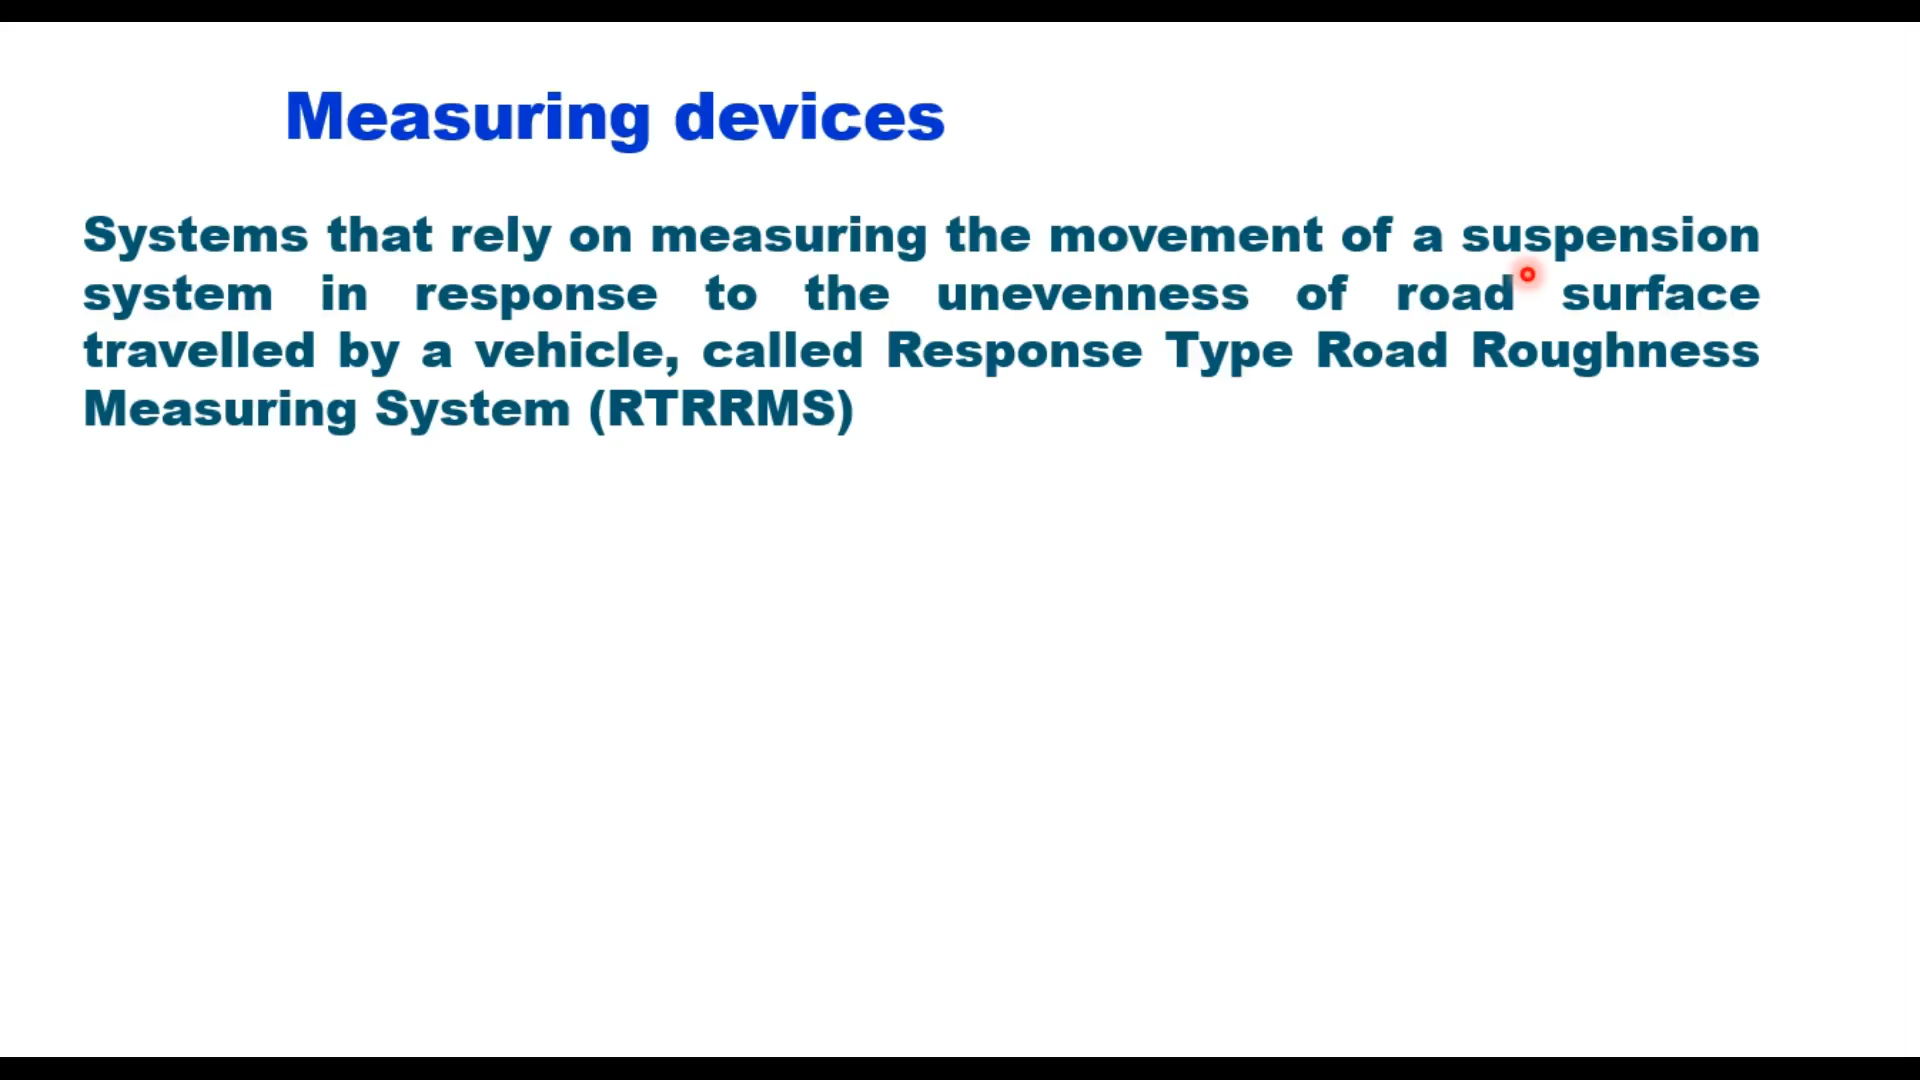 Measuring devices
Systems that rely on measuring the movement of a suspension
system in response to the unevenness of road surface
travelled by a vehicle, called Response Type Road Roughness
Measuring System (RTRRMS)